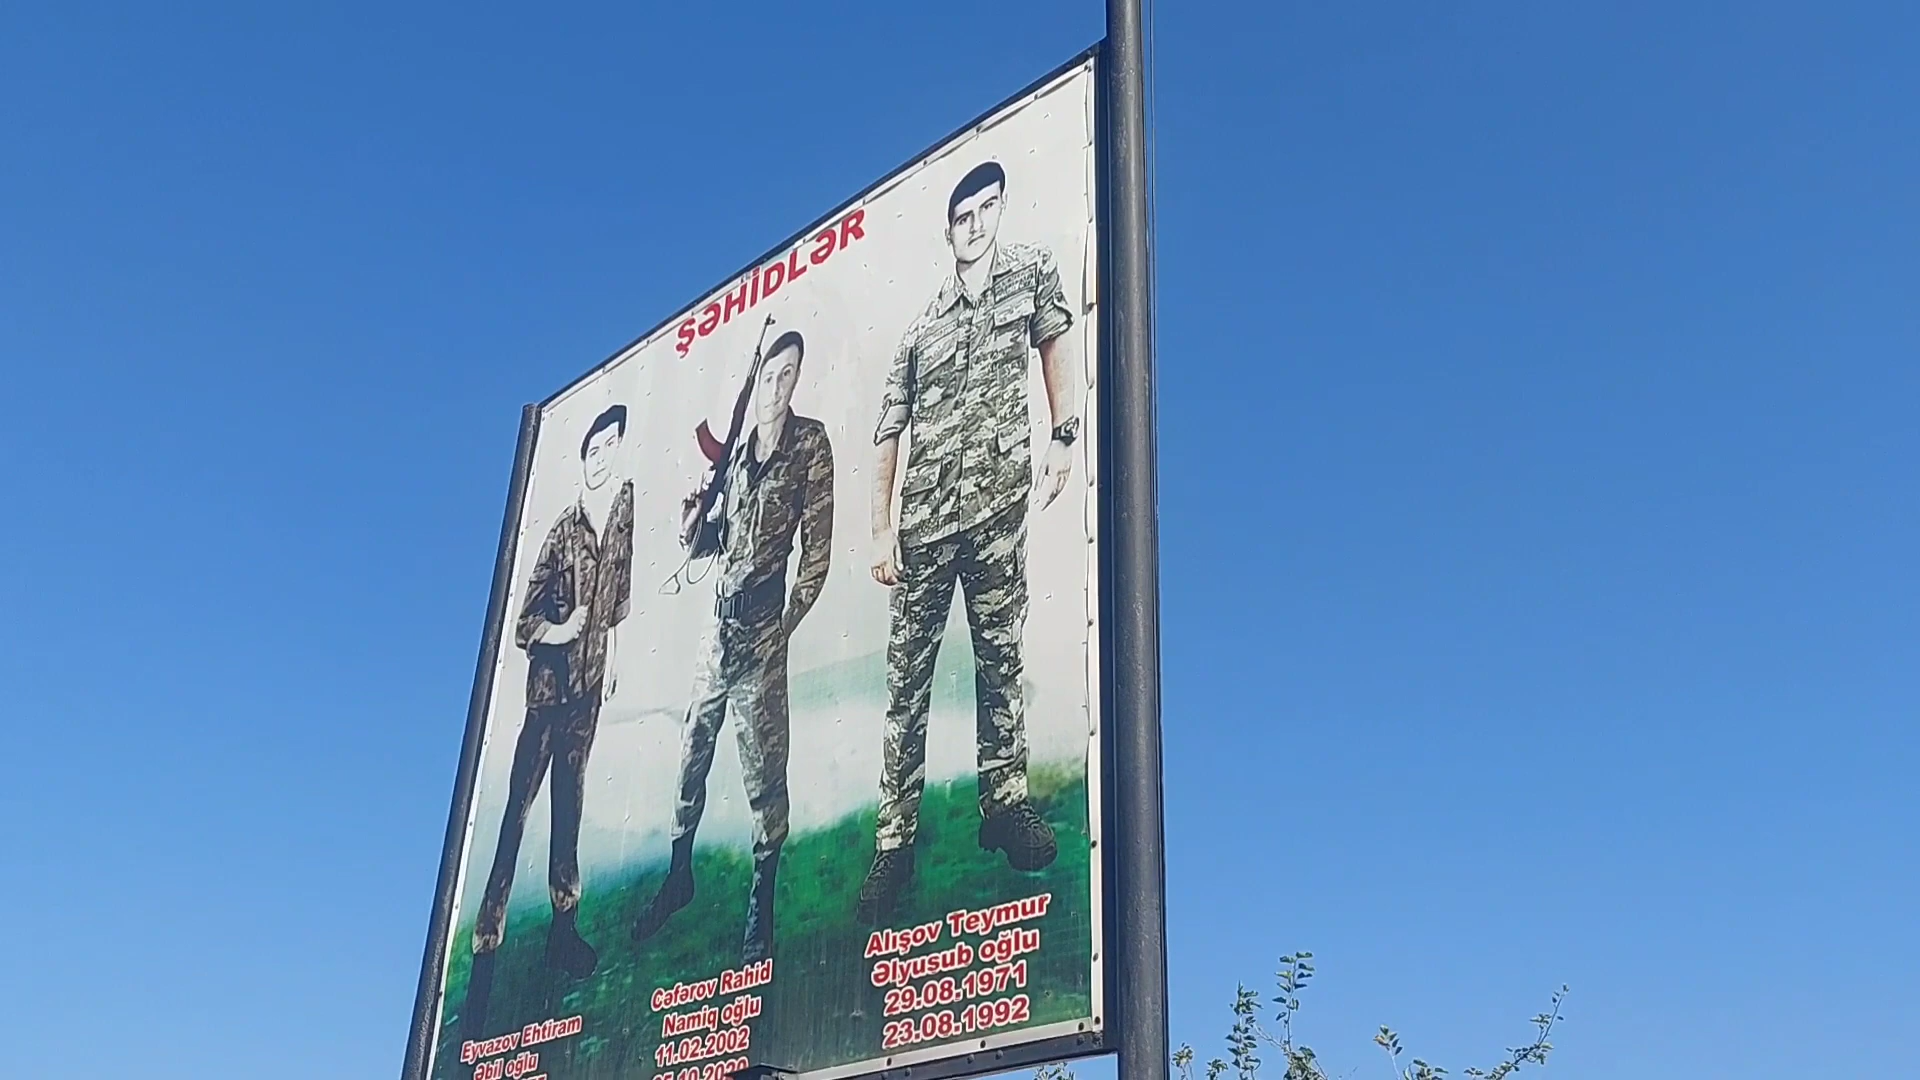 ŞƏHİDLƏR
Eyvazov Ehtiram
Əbil oğlu
Cəfərov Rahid
Namiq oğlu
11.02.2002
Alışov Teymur
Əlyusub oğlu
29.08.1971
23.08.1992